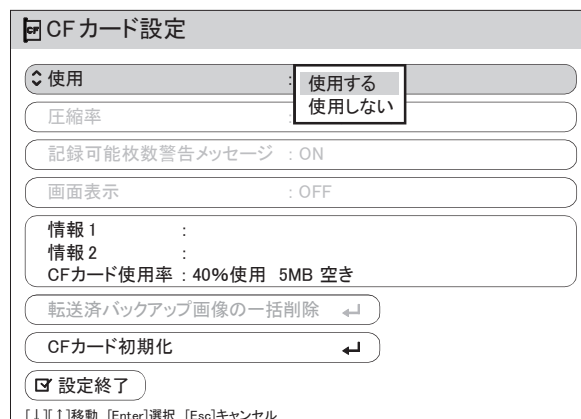 CF CFカード設定
使用 : 使用する
使用しない
圧縮率 :
記録可能枚数警告メッセージ : ON
画面表示 : OFF
情報1 :
情報2 :
CFカード使用率 : 40%使用 5MB 空き
転送済バックアップ画像の一括削除 ↵
CFカード初期化 ↵
設定終了
[↓][↑]移動 [Enter]選択 [Esc]キャンセル